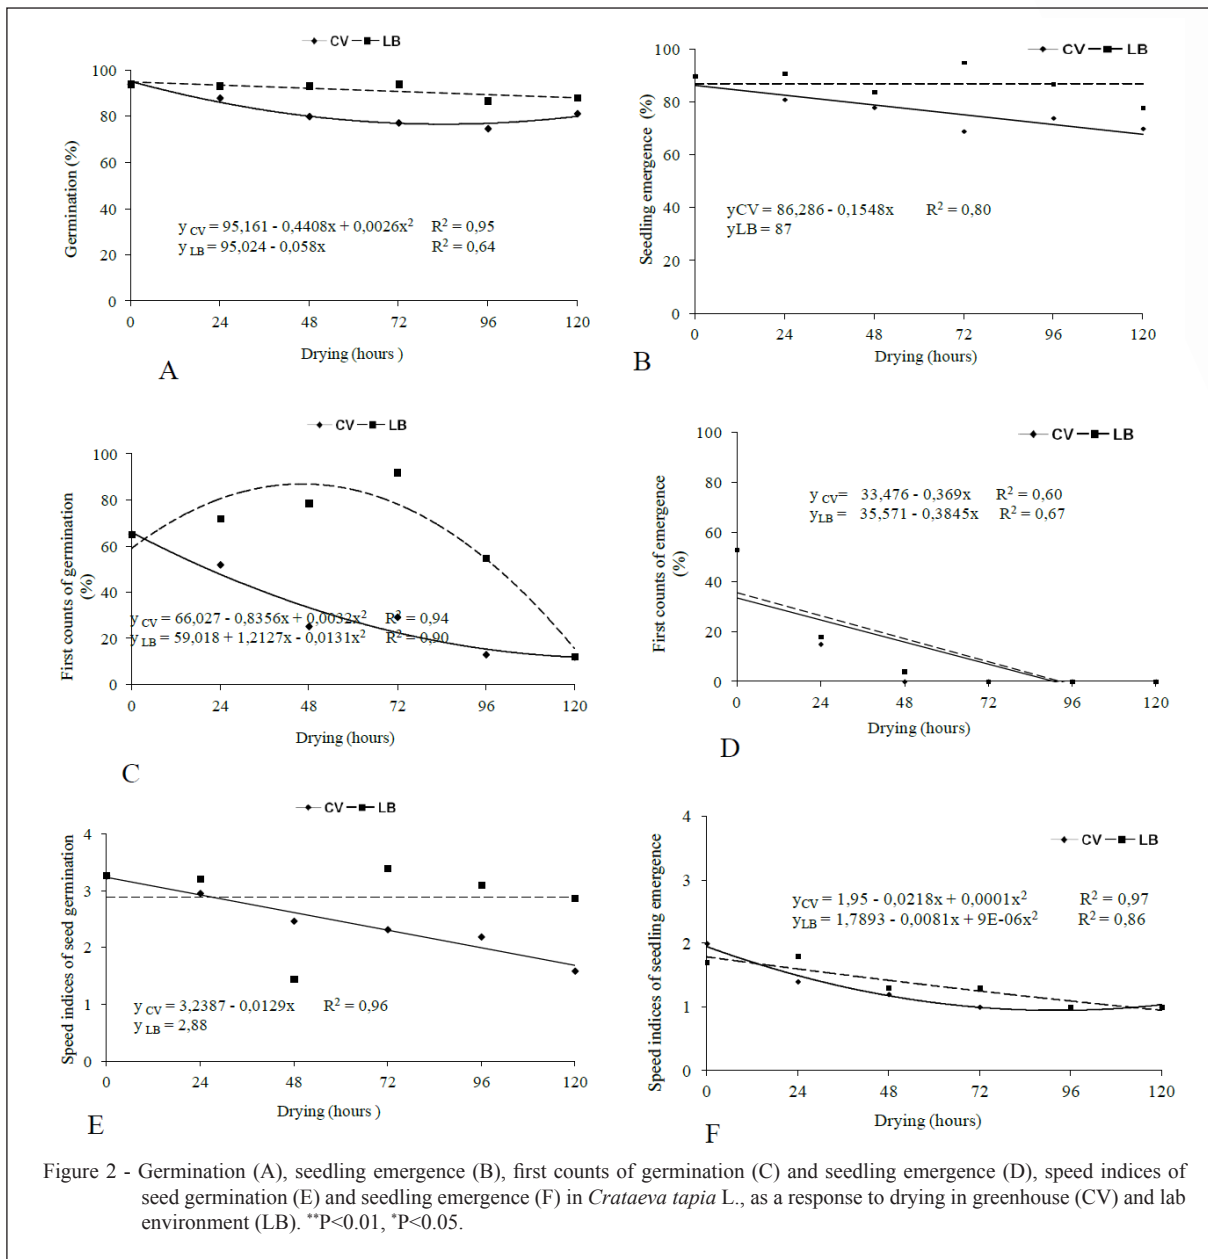 CV LB
Germination (%)
100
80
60
40
20
0
y CV = 95,161 - 0,4408x + 0,0026x² R² = 0,95
y LB = 95,024 - 0,058x R² = 0,64
0 24 48 72 96 120
Drying (hours )
A
CV LB
Seedling emergence (%)
100
80
60
40
20
0
yCV = 86,286 - 0,1548x R² = 0,80
yLB = 87
0 24 48 72 96 120
Drying (hours)
B
CV LB
First counts of germination
(%)
100
80
60
40
20
0
y CV = 66,027 - 0,8356x + 0,0032x² R² = 0,94
y LB = 59,018 + 1,2127x - 0,0131x² R² = 0,90
0 24 48 72 96 120
Drying (hours)
C
CV LB
First counts of emergence
(%)
100
80
60
40
20
0
y CV= 33,476 - 0,369x R² = 0,60
yLB = 35,571 - 0,3845x R² = 0,67
0 24 48 72 96 120
Drying (hours)
D
CV LB
Speed indices of seed germination
4
3
2
1
0
y CV = 3,2387 - 0,0129x R² = 0,96
y LB = 2,88
0 24 48 72 96 120
Drying (hours )
E
CV LB
Speed indices of seedling emergence
4
3
2
1
0
yCV = 1,95 - 0,0218x + 0,0001x² R² = 0,97
yLB = 1,7893 - 0,0081x + 9E-06x² R² = 0,86
0 24 48 72 96 120
Drying (hours)
F
Figure 2 - Germination (A), seedling emergence (B), first counts of germination (C) and seedling emergence (D), speed indices of
seed germination (E) and seedling emergence (F) in Crataeva tapia L., as a response to drying in greenhouse (CV) and lab
environment (LB). **P<0.01, *P<0.05.